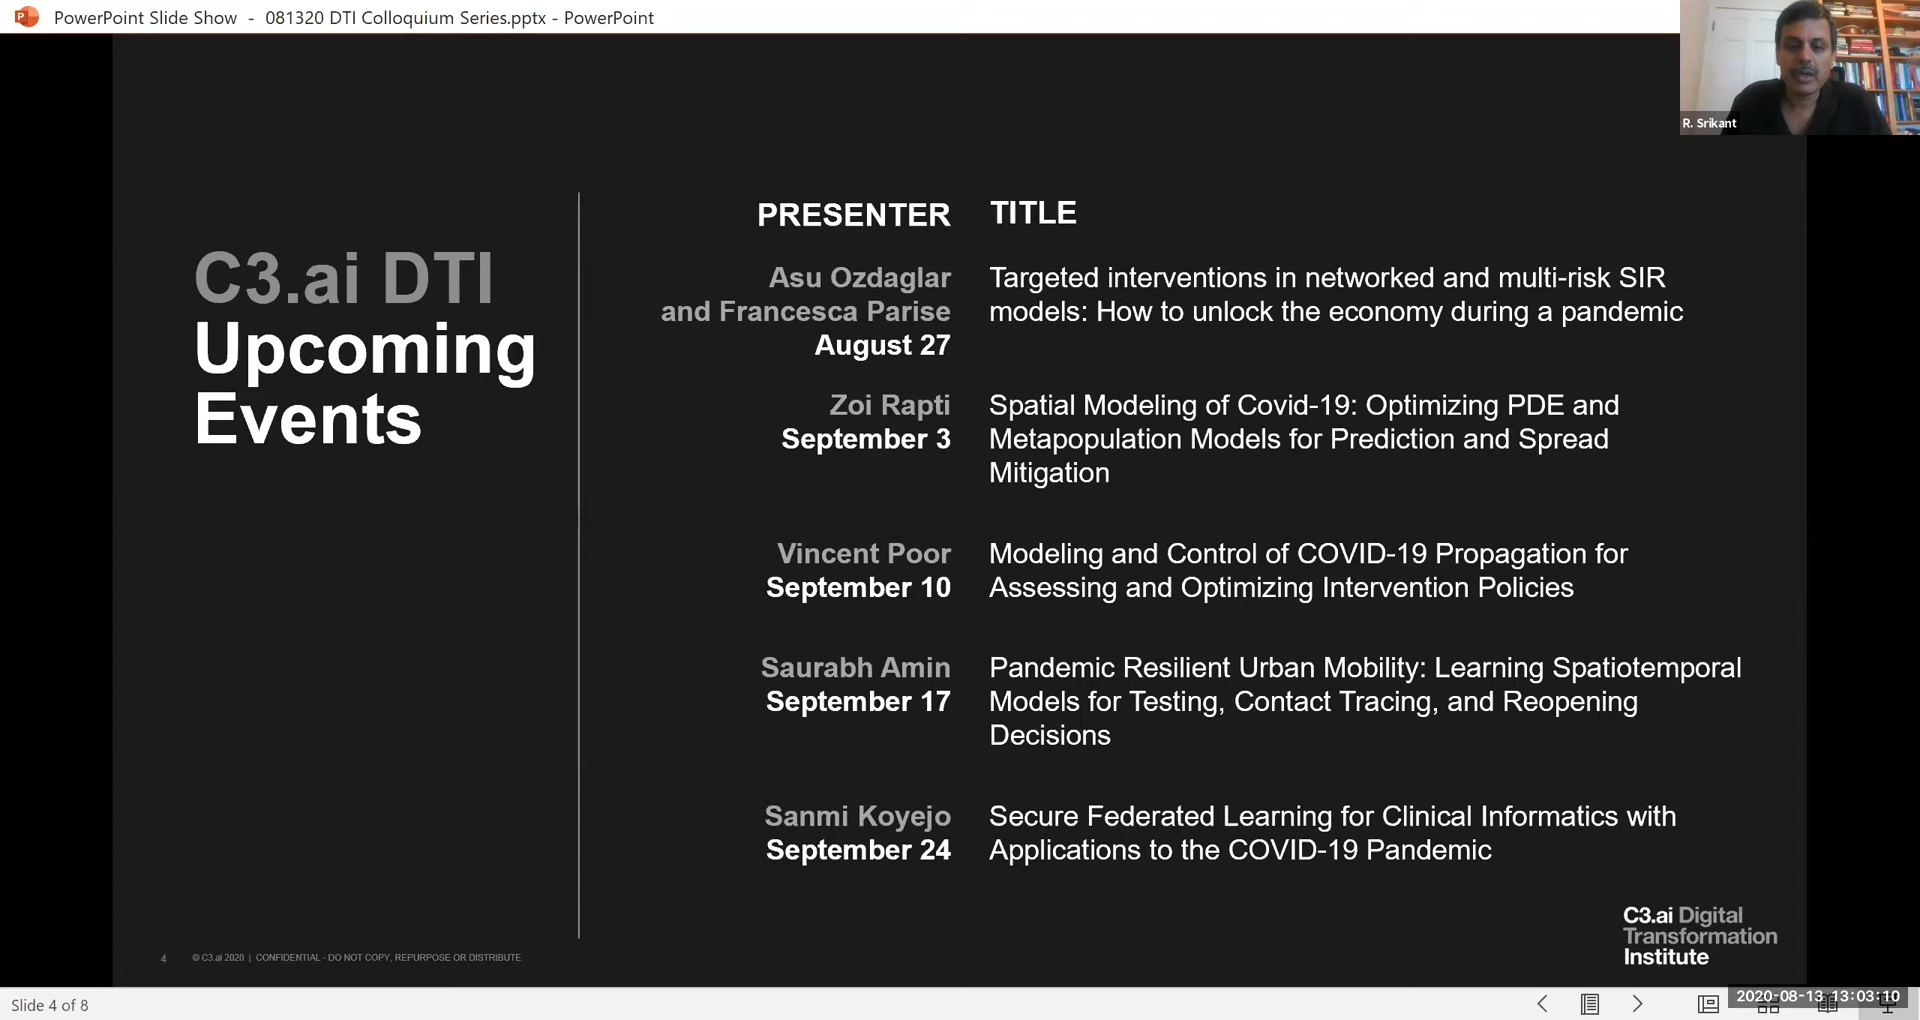 PowerPoint Slide Show - 081320 DTI Colloquium Series.pptx - PowerPoint
R. Srikant
C3.ai DTI
Upcoming
Events
PRESENTER TITLE
Asu Ozdaglar
and Francesca Parise
August 27
Targeted interventions in networked and multi-risk SIR
models: How to unlock the economy during a pandemic
Zoi Rapti
September 3
Spatial Modeling of Covid-19: Optimizing PDE and
Metapopulation Models for Prediction and Spread
Mitigation
Vincent Poor
September 10
Modeling and Control of COVID-19 Propagation for
Assessing and Optimizing Intervention Policies
Saurabh Amin
September 17
Pandemic Resilient Urban Mobility: Learning Spatiotemporal
Models for Testing, Contact Tracing, and Reopening
Decisions
Sanmi Koyejo
September 24
Secure Federated Learning for Clinical Informatics with
Applications to the COVID-19 Pandemic
C3.ai Digital
Transformation
Institute
4 © C3.ai 2020 | CONFIDENTIAL - DO NOT COPY, REPURPOSE OR DISTRIBUTE
Slide 4 of 8
2020-08-13 13:03:10